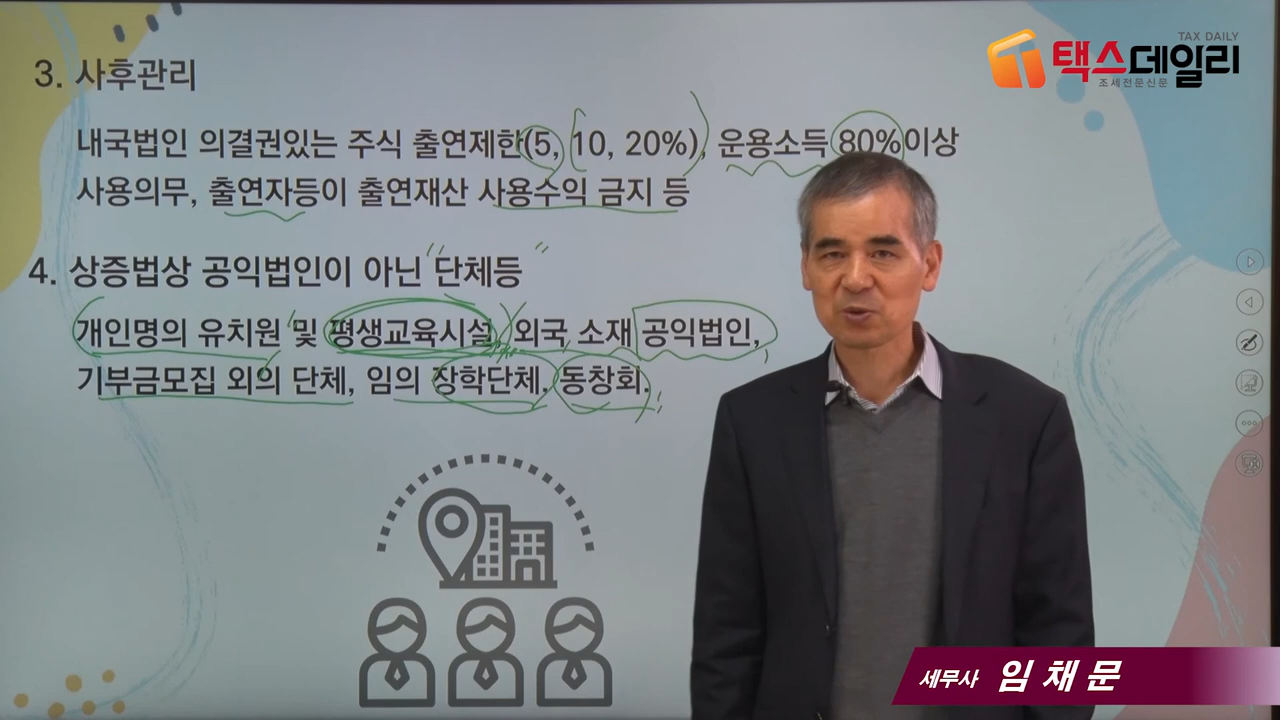 TAX DAILY
택스데일리
조세전문신문
3. 사후관리
내국법인 의결권있는 주식 출연제한(5, 10, 20%), 운용소득 80%이상
사용의무, 출연자등이 출연재산 사용수익 금지 등
4. 상증법상 공익법인이 아닌 "단체등"
개인명의 유치원 및 평생교육시설, 외국 소재 공익법인,
기부금모집 외의 단체, 임의 장학단체, 동창회.
세무사 임채문